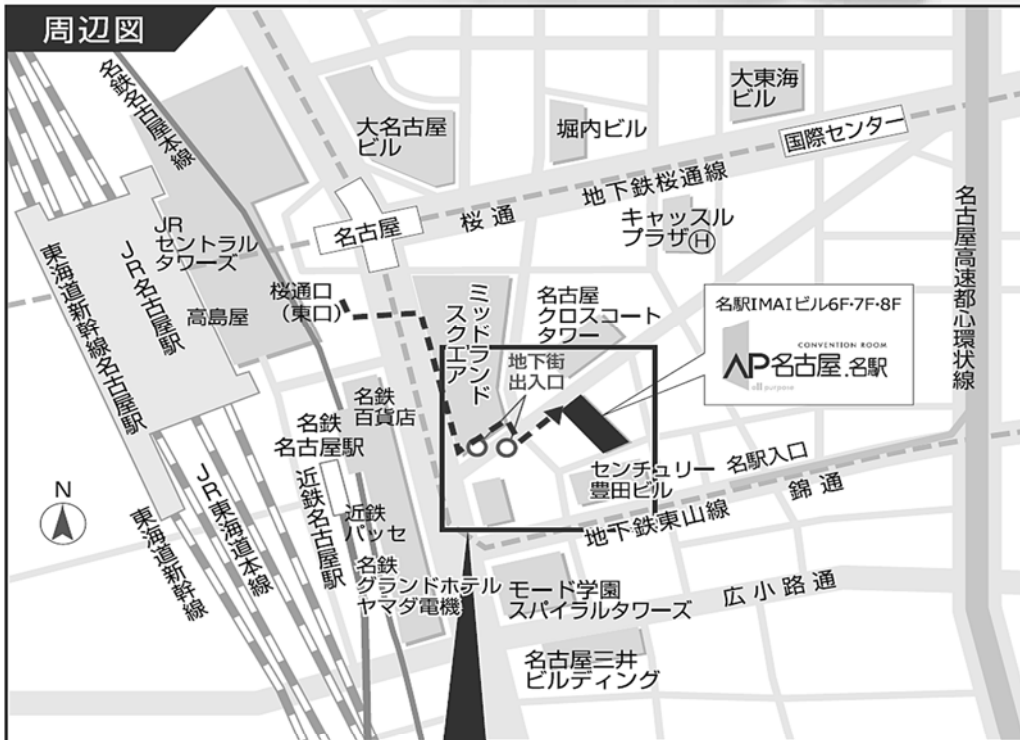 周辺図
名鉄名古屋本線
大名古屋
ビル
堀内ビル
大東海
ビル
国際センター
地下鉄桜通線
桜通
名古屋
キャッスル
プラザⒽ
名古屋高速都心環状線
JR
セントラル
タワーズ
JR名古屋駅
東海道新幹線名古屋駅
高島屋
桜通口
(東口)
ミッドランド
スクエア
名古屋
クロスコート
タワー
地下街
出入口
名駅IMAIビル6F・7F・8F
CONVENTION ROOM
AP名古屋.名駅
all purpose
名鉄
百貨店
名鉄
名古屋駅
近鉄名古屋駅
近鉄
パッセ
センチュリー
豊田ビル
名駅入口
錦通
地下鉄東山線
N
東海道新幹線
JR東海道本線
名鉄
グランドホテル
ヤマダ電機
モード学園
スパイラルタワーズ
広小路通
名古屋三井
ビルディング